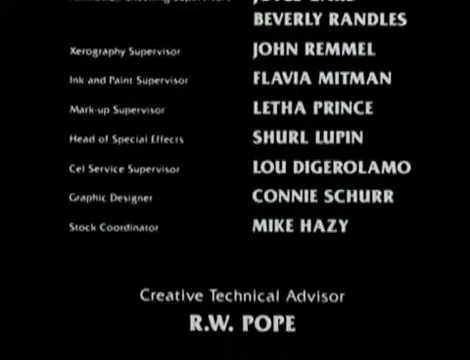 BEVERLY RANDLES
Xerography Supervisor JOHN REMMEL
Ink and Paint Supervisor FLAVIA MITMAN
Mark-up Supervisor LETHA PRINCE
Head of Special Effects SHURL LUPIN
Cel Service Supervisor LOU DIGEROLAMO
Graphic Designer CONNIE SCHURR
Stock Coordinator MIKE HAZY
Creative Technical Advisor
R.W. POPE